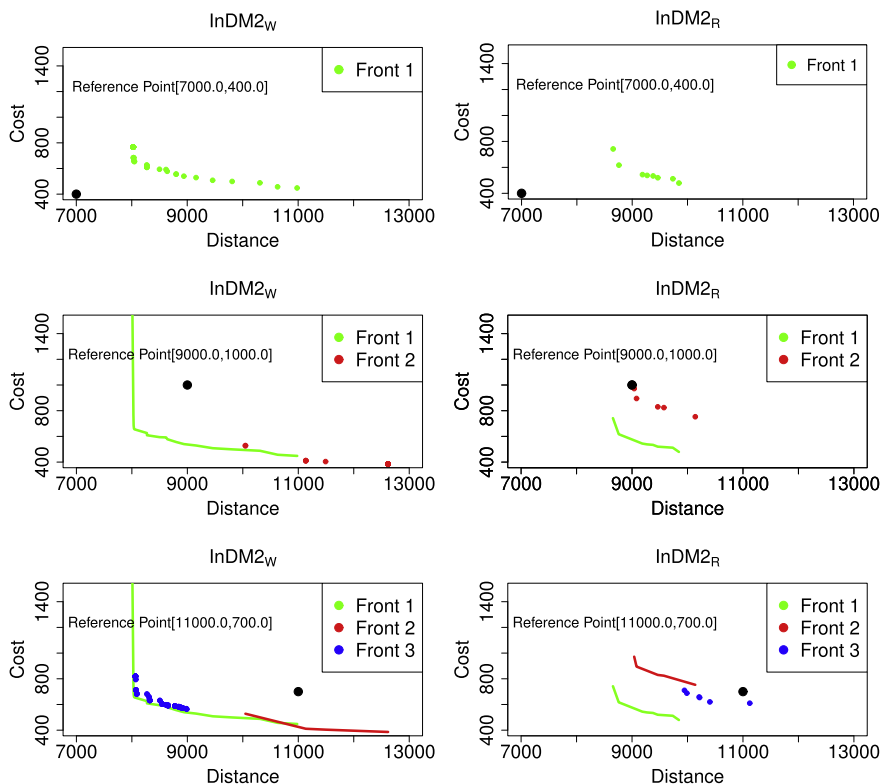 InDM2W
InDM2R
Front 1
Front 1
Reference Point[7000.0,400.0]
Reference Point[7000.0,400.0]
Cost
400 800 1400
7000 9000 11000 13000
Distance
Cost
400 800 1400
7000 9000 11000 13000
Distance
InDM2W
InDM2R
Front 1
Front 2
Front 1
Front 2
Reference Point[9000.0,1000.0]
Reference Point[9000.0,1000.0]
Cost
400 800 1400
7000 9000 11000 13000
Distance
Cost
400 800 1400
7000 9000 11000 13000
Distance
InDM2W
InDM2R
Front 1
Front 2
Front 3
Front 1
Front 2
Front 3
Reference Point[11000.0,700.0]
Reference Point[11000.0,700.0]
Cost
400 800 1400
7000 9000 11000 13000
Distance
Cost
400 800 1400
7000 9000 11000 13000
Distance